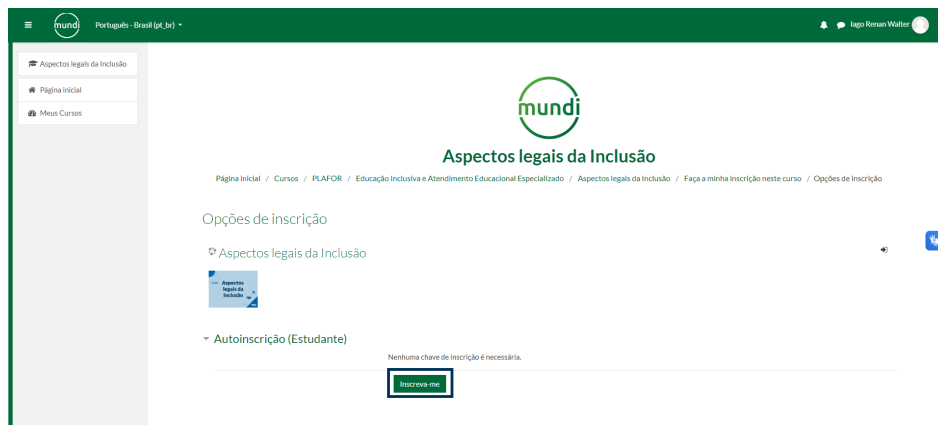 mundi Português - Brasil (pt_br) Iago Renan Walter
Aspectos legais da Inclusão
Página inicial
Meus Cursos
mundi
Aspectos legais da Inclusão
Página inicial / Cursos / PLAFOR / Educação Inclusiva e Atendimento Educacional Especializado / Aspectos legais da Inclusão / Faça a minha inscrição neste curso / Opções de inscrição
Opções de inscrição
Aspectos legais da Inclusão
Aspectos
legais da
Inclusão
Autoinscrição (Estudante)
Nenhuma chave de inscrição é necessária.
Inscreva-me